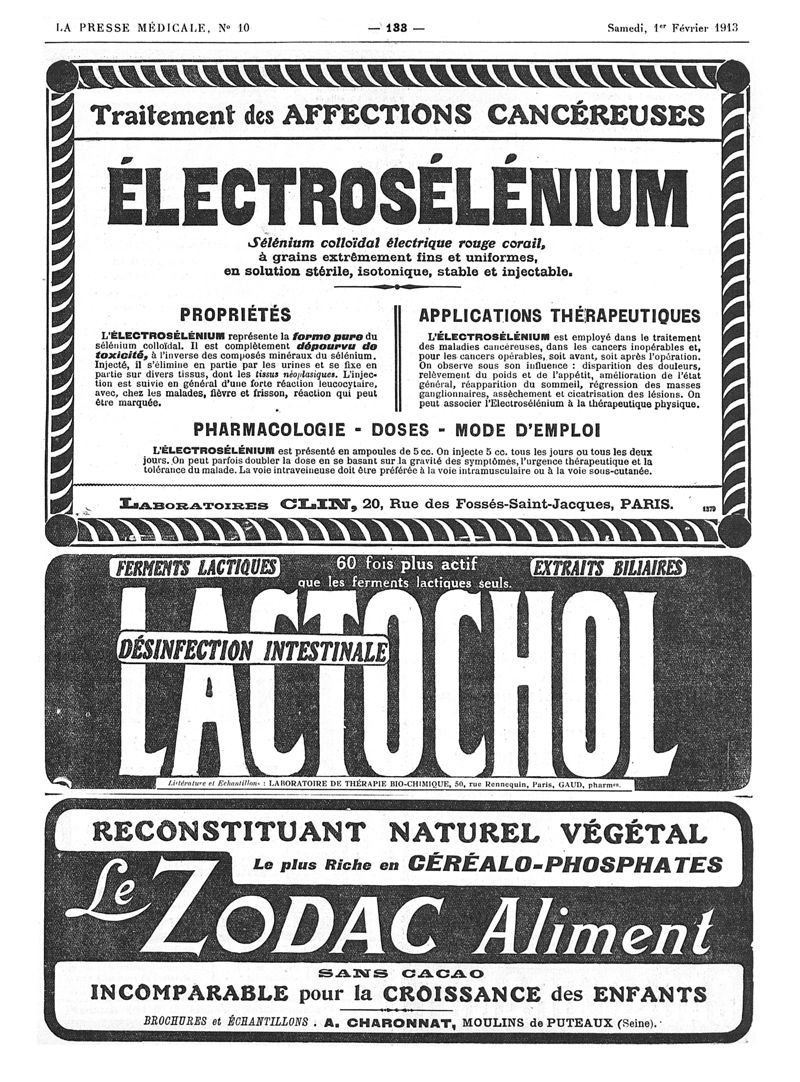 LA PRESSE MÉDICALE, N° 10 — 133 — Samedi, 1er Février 1913
Traitement des AFFECTIONS CANCÉREUSES
ÉLECTROSÉLÉNIUM
Sélénium colloïdal électrique rouge corail,
à grains extrêmement fins et uniformes,
en solution stérile, isotonique, stable et injectable.
PROPRIÉTÉS
L'ÉLECTROSÉLÉNIUM représente la forme pure du
sélénium colloïdal. Il est complètement dépourvu de
toxicité, à l'inverse des composés minéraux du sélénium.
Injecté, il s'élimine en partie par les urines et se fixe en
partie sur divers tissus, dont les tissus néoplasiques. L'injec-
tion est suivie en général d'une forte réaction leucocytaire,
avec, chez les malades, fièvre et frisson, réaction qui peut
être marquée.
APPLICATIONS THÉRAPEUTIQUES
L'ÉLECTROSÉLÉNIUM est employé dans le traitement
des maladies cancéreuses, dans les cancers inopérables et,
pour les cancers opérables, soit avant, soit après l'opération.
On observe sous son influence : disparition des douleurs,
relèvement du poids et de l'appétit, amélioration de l'état
général, réapparition du sommeil, régression des masses
ganglionnaires, assèchement et cicatrisation des lésions. On
peut associer l'Electrosélénium à la thérapeutique physique.
PHARMACOLOGIE - DOSES - MODE D'EMPLOI
L'ÉLECTROSÉLÉNIUM est présenté en ampoules de 5 cc. On injecte 5 cc. tous les jours ou tous les deux
jours. On peut parfois doubler la dose en se basant sur la gravité des symptômes, l'urgence thérapeutique et la
tolérance du malade. La voie intraveineuse doit être préférée à la voie intramusculaire ou à la voie sous-cutanée.
LABORATOIRES CLIN, 20, Rue des Fossés-Saint-Jacques, PARIS. 1379
FERMENTS LACTIQUES 60 fois plus actif EXTRAITS BILIAIRES
que les ferments lactiques seuls.
LACTOCHOL
DÉSINFECTION INTESTINALE
Littérature et Echantillons : LABORATOIRE DE THÉRAPIE BIO-CHIMIQUE, 50, rue Rennequin, Paris, GAUD, pharmen.
RECONSTITUANT NATUREL VÉGÉTAL
Le plus Riche en CÉRÉALO-PHOSPHATES
Le ZODAC Aliment
SANS CACAO
INCOMPARABLE pour la CROISSANCE des ENFANTS
BROCHURES et ÉCHANTILLONS . A. CHARONNAT, MOULINS de PUTEAUX (Seine).